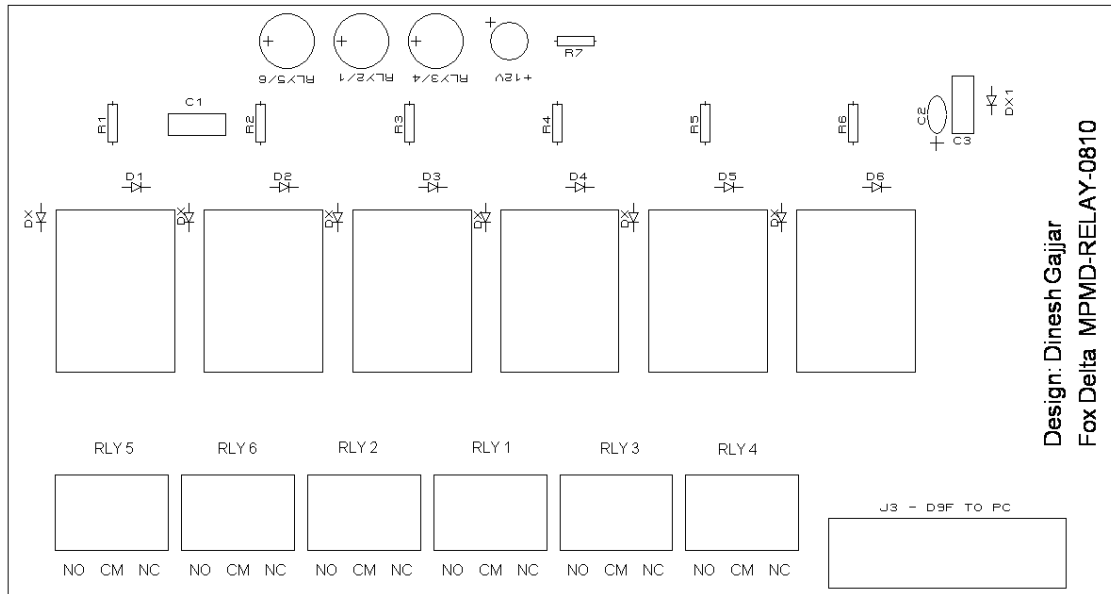 + + + +
R7
RLY5/6 RLY2/1 RLY3/4 +12V
C1
R1 R2 R3 R4 R5 R6 C2 + C3 DX1
D1 D2 D3 D4 D5 D6
DX DX DX DX DX DX
RLY 5 RLY 6 RLY 2 RLY 1 RLY 3 RLY 4
J3 - D9F TO PC
NO CM NC NO CM NC NO CM NC NO CM NC NO CM NC NO CM NC
Design: Dinesh Gajjar
Fox Delta MPMD-RELAY-0810